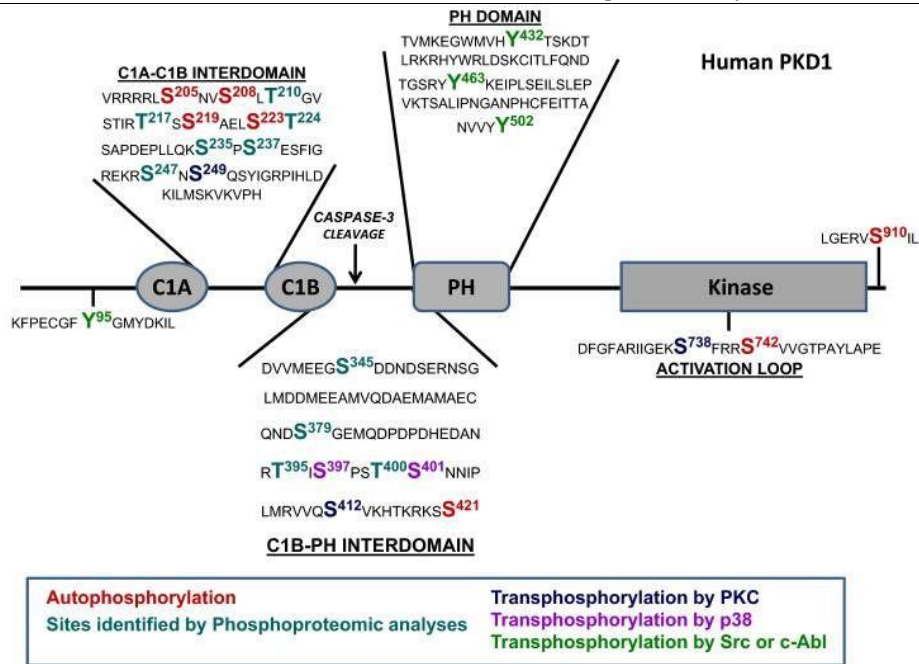 PH DOMAIN
TVMKEGWMVHY432TSKDT
LRKRHYWRLDSKCITLFQND
TGSRYY463KEIPLSEILSLEP
VKTSALIPNGANPHCFEITTA
NVVYY502
Human PKD1
C1A-C1B INTERDOMAIN
VRRRRLS205NVS208LT210GV
STIRT217SS219AELS223T224
SAPDEPLLQKS235PS237ESFIG
REKRS247NS249QSYIGRPIHLD
KILMSKVKVPH
CASPASE-3
CLEAVAGE
LGERVS910IL
C1A
C1B
PH
Kinase
KFPECGF Y95GMYDKIL
DFGFARIIGEKS738FRRS742VVGTPAYLAPE
ACTIVATION LOOP
DVVMEEGS345DDNDSERNSG
LMDDMEEAMVQDAEMAMAEC
QNDS379GEMQDPDPDHEDAN
RT395IS397PST400S401NNIP
LMRVVQS412VKHTKRKSS421
C1B-PH INTERDOMAIN
Autophosphorylation
Sites identified by Phosphoproteomic analyses
Transphosphorylation by PKC
Transphosphorylation by p38
Transphosphorylation by Src or c-Abl